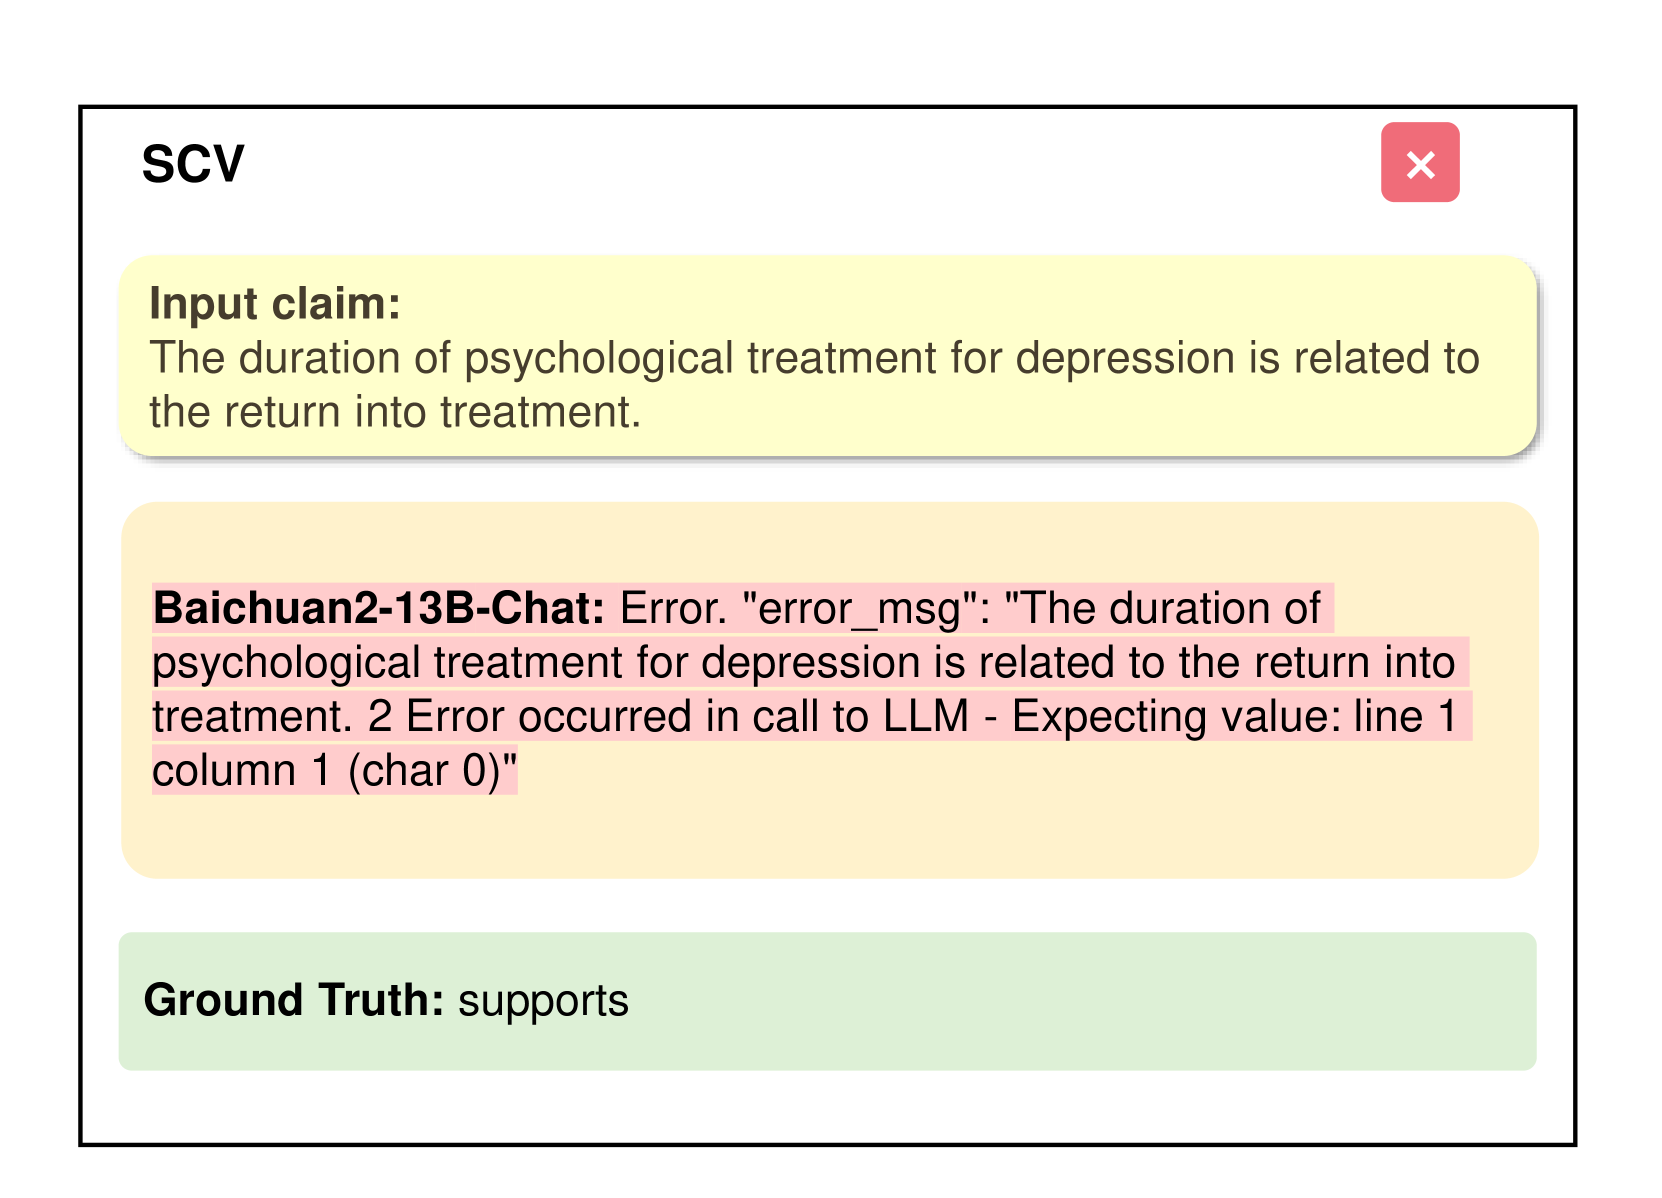 SCV
×
Input claim:
The duration of psychological treatment for depression is related to
the return into treatment.
Baichuan2-13B-Chat: Error. "error_msg": "The duration of
psychological treatment for depression is related to the return into
treatment. 2 Error occurred in call to LLM - Expecting value: line 1
column 1 (char 0)"
Ground Truth: supports